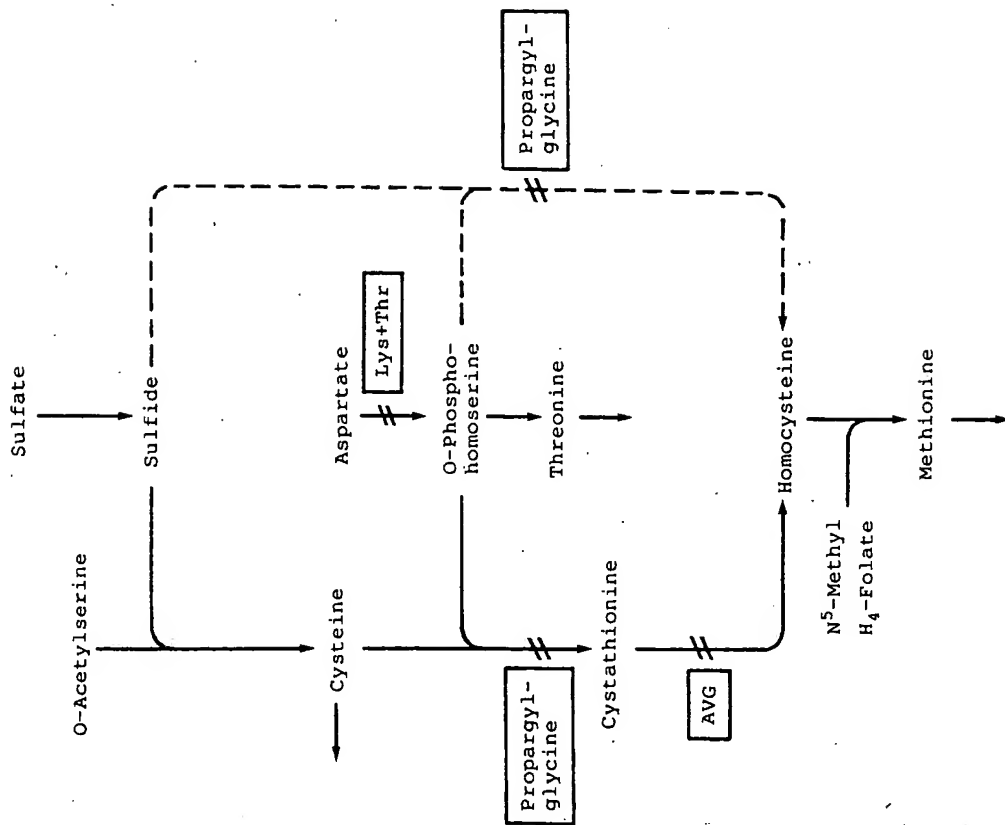 Sulfate
O-Acetylserine
Sulfide
Cysteine
Aspartate
Lys+Thr
O-Phospho-
homoserine
Threonine
Propargyl-
glycine
Propargyl-
glycine
Cystathionine
AVG
Homocysteine
N⁵-Methyl
H₄-Folate
Methionine